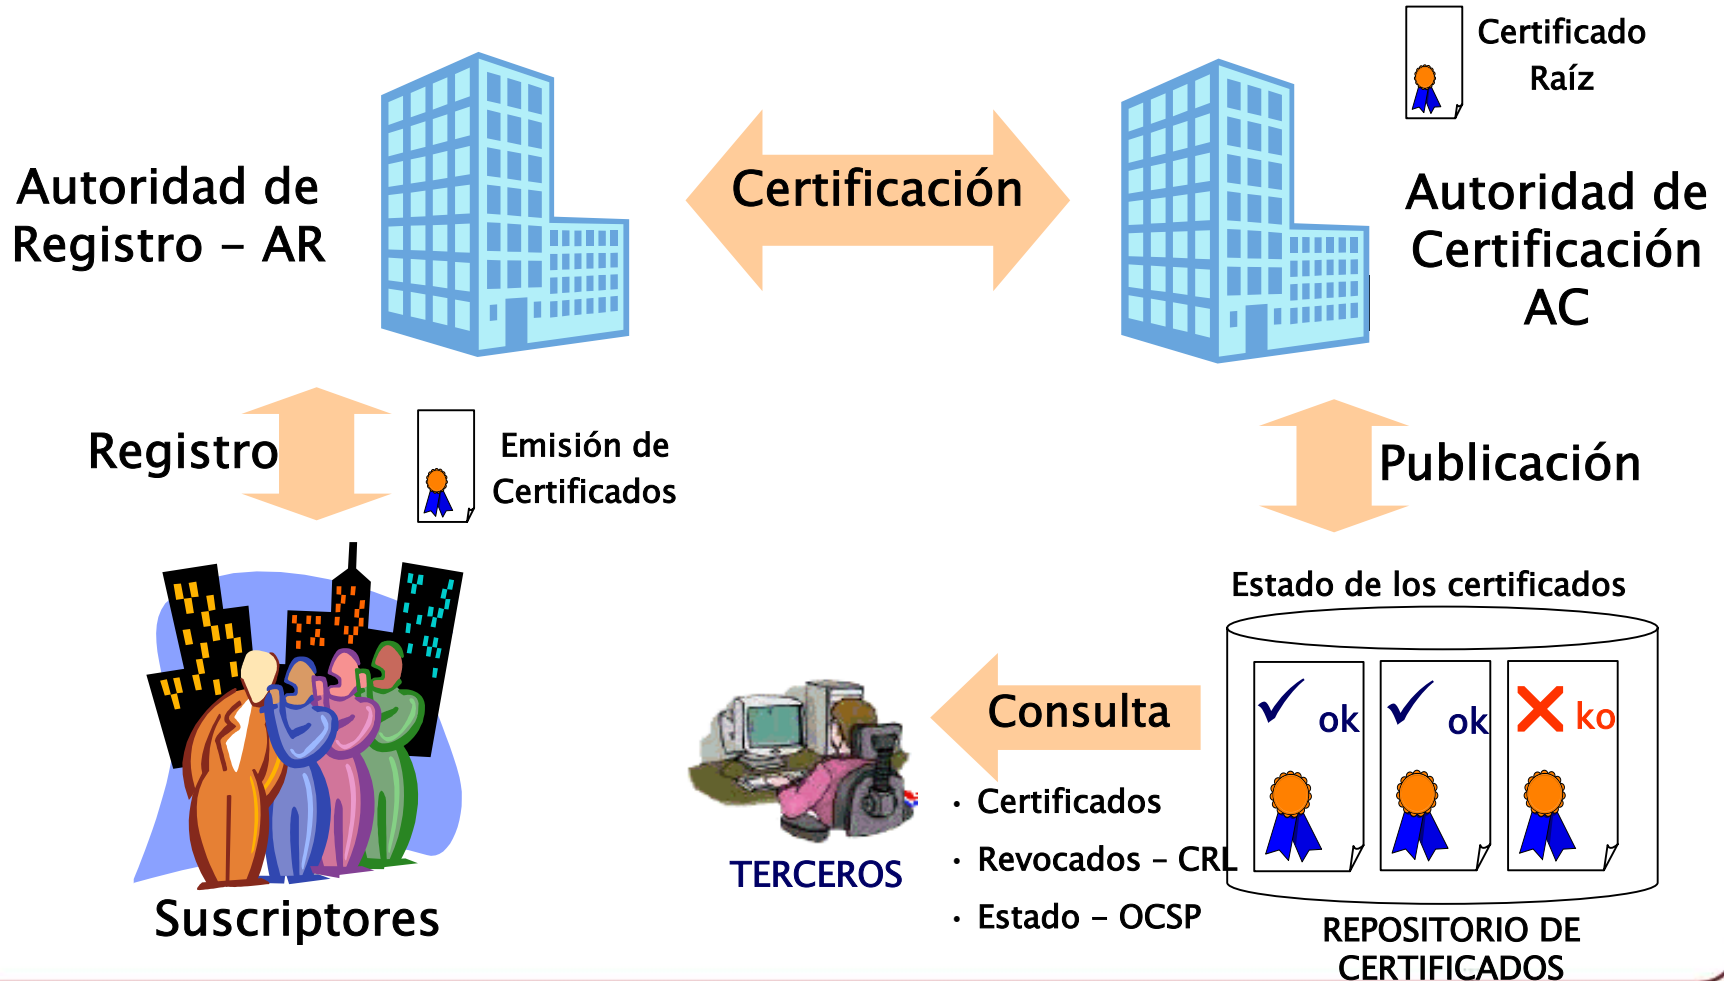 Certificado
Raíz
Autoridad de
Registro – AR
Certificación
Autoridad de
Certificación
AC
Registro
Emisión de
Certificados
Publicación
Suscriptores
Estado de los certificados
ok
ok
ko
Consulta
• Certificados
• Revocados – CRL
• Estado – OCSP
TERCEROS
REPOSITORIO DE
CERTIFICADOS